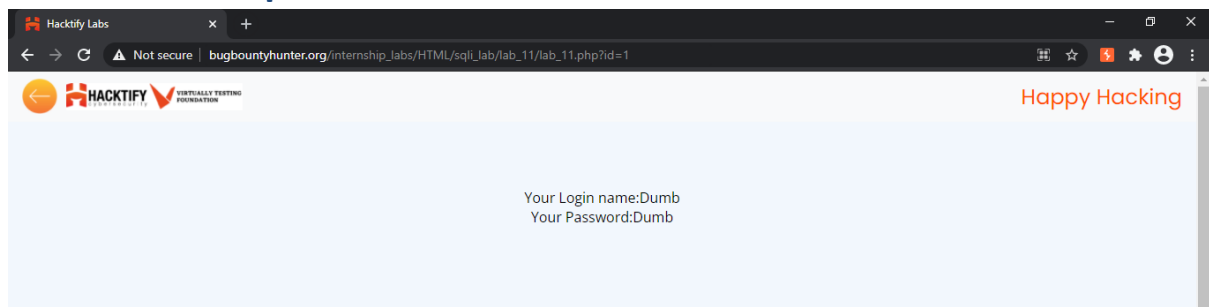 Hacktify Labs
Not secure | bugbountyhunter.org/internship_labs/HTML/sqli_lab/lab_11/lab_11.php?id=1
HACKTIFY
cybersecurity
VIRTUALLY TESTING
FOUNDATION
Happy Hacking
Your Login name:Dumb
Your Password:Dumb